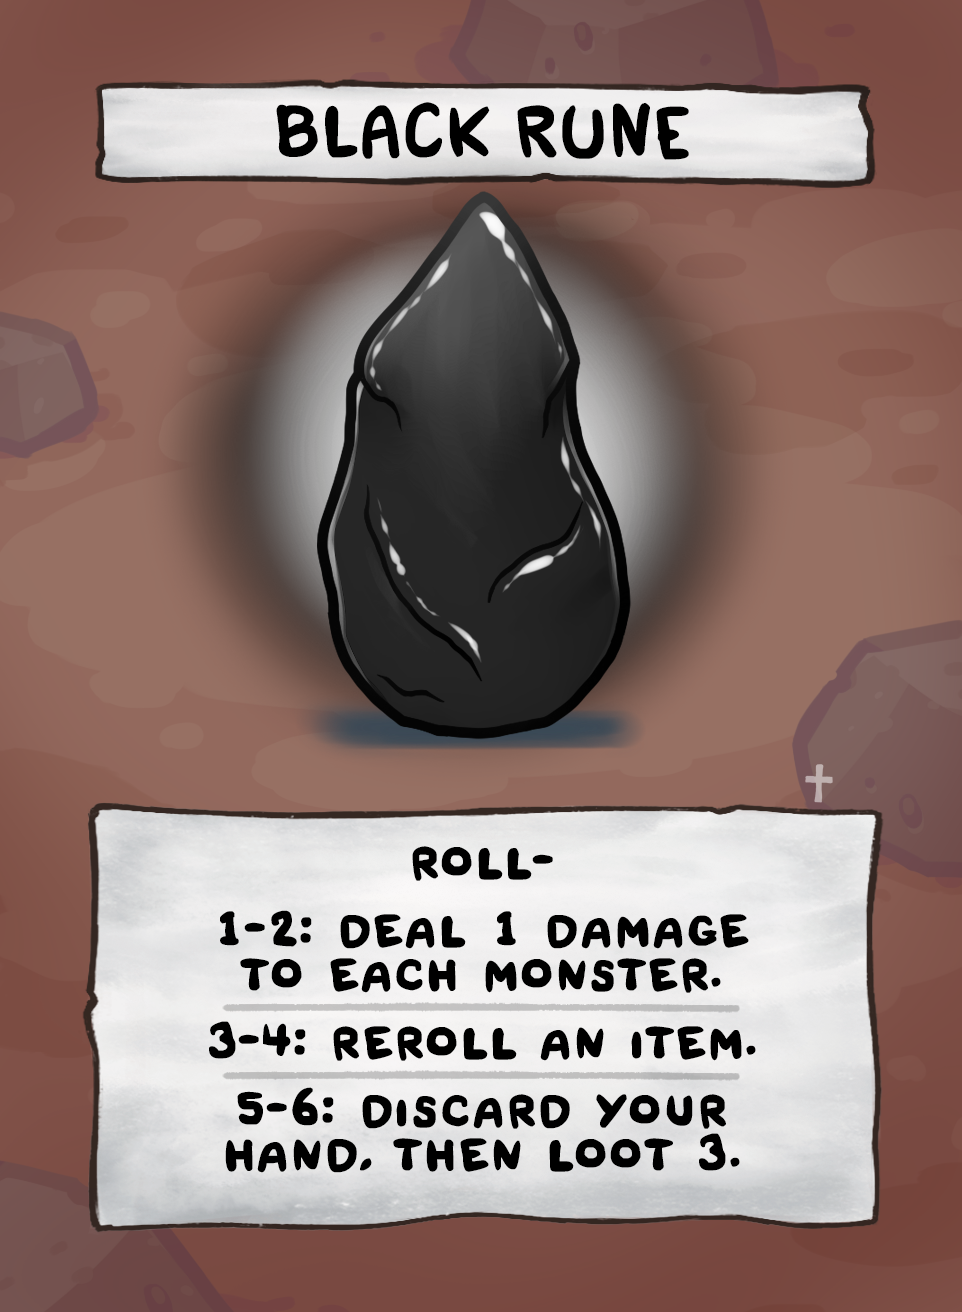 BLACK RUNE
ROLL-
1-2: DEAL 1 DAMAGE
TO EACH MONSTER.
3-4: REROLL AN ITEM.
5-6: DISCARD YOUR
HAND, THEN LOOT 3.